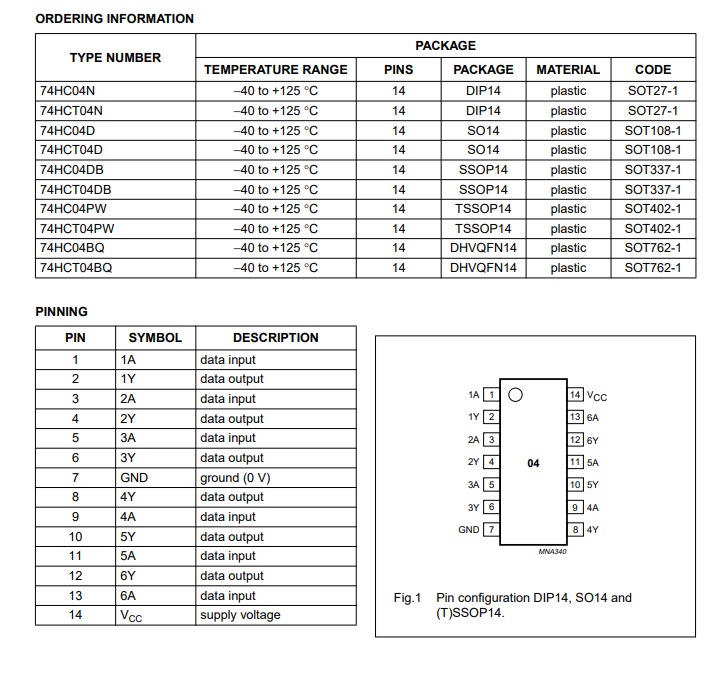 ORDERING INFORMATION
TYPE NUMBER PACKAGE
TEMPERATURE RANGE PINS PACKAGE MATERIAL CODE
74HC04N −40 to +125 °C 14 DIP14 plastic SOT27-1
74HCT04N −40 to +125 °C 14 DIP14 plastic SOT27-1
74HC04D −40 to +125 °C 14 SO14 plastic SOT108-1
74HCT04D −40 to +125 °C 14 SO14 plastic SOT108-1
74HC04DB −40 to +125 °C 14 SSOP14 plastic SOT337-1
74HCT04DB −40 to +125 °C 14 SSOP14 plastic SOT337-1
74HC04PW −40 to +125 °C 14 TSSOP14 plastic SOT402-1
74HCT04PW −40 to +125 °C 14 TSSOP14 plastic SOT402-1
74HC04BQ −40 to +125 °C 14 DHVQFN14 plastic SOT762-1
74HCT04BQ −40 to +125 °C 14 DHVQFN14 plastic SOT762-1
PINNING
PIN SYMBOL DESCRIPTION
1 1A data input
2 1Y data output
3 2A data input
4 2Y data output
5 3A data input
6 3Y data output
7 GND ground (0 V)
8 4Y data output
9 4A data input
10 5Y data output
11 5A data input
12 6Y data output
13 6A data input
14 VCC supply voltage
1A 1 14 VCC
1Y 2 13 6A
2A 3 12 6Y
2Y 4 04 11 5A
3A 5 10 5Y
3Y 6 9 4A
GND 7 8 4Y
MNA340
Fig.1 Pin configuration DIP14, SO14 and
(T)SSOP14.